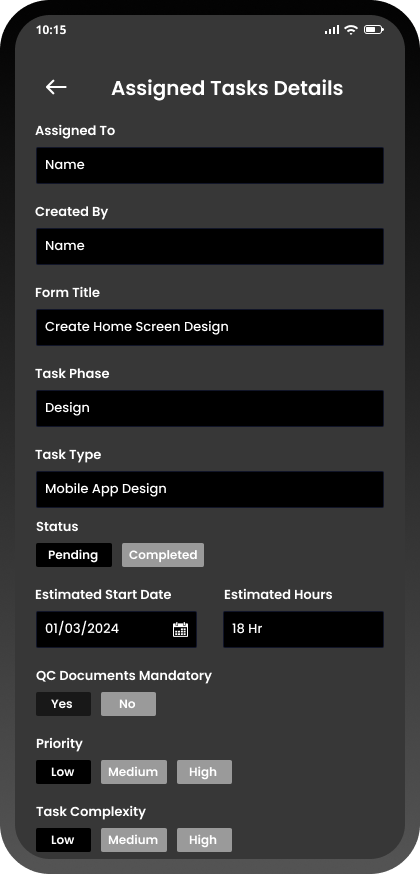 10:15
Assigned Tasks Details
Assigned To
Name
Created By
Name
Form Title
Create Home Screen Design
Task Phase
Design
Task Type
Mobile App Design
Status
Pending Completed
Estimated Start Date Estimated Hours
01/03/2024 18 Hr
QC Documents Mandatory
Yes No
Priority
Low Medium High
Task Complexity
Low Medium High